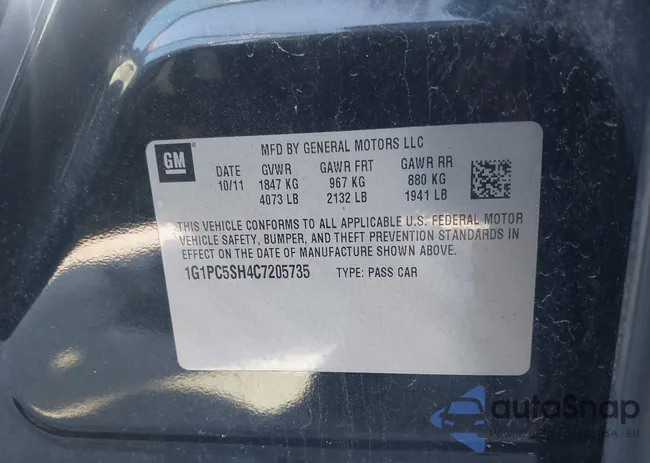 MFD BY GENERAL MOTORS LLC
GM
DATE GVWR GAWR FRT GAWR RR
10/11 1847 KG 967 KG 880 KG
4073 LB 2132 LB 1941 LB
THIS VEHICLE CONFORMS TO ALL APPLICABLE U.S. FEDERAL MOTOR
VEHICLE SAFETY, BUMPER, AND THEFT PREVENTION STANDARDS IN
EFFECT ON THE DATE OF MANUFACTURE SHOWN ABOVE.
1G1PC5SH4C7205735 TYPE: PASS CAR
autoSnap